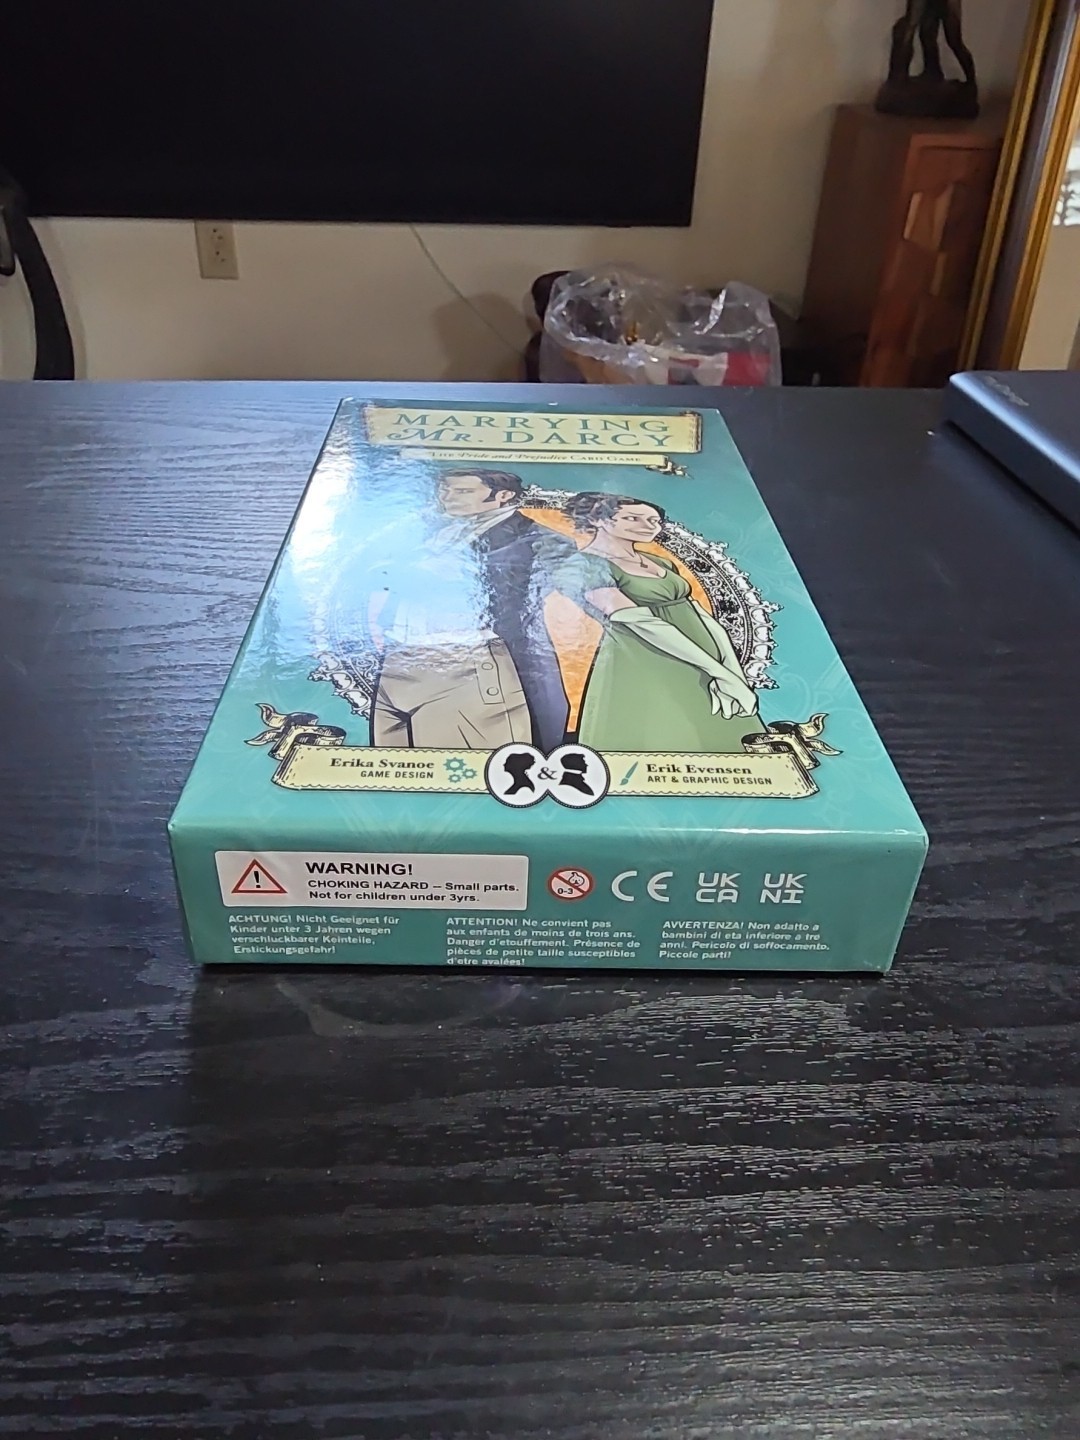 MARRYING
Mr. DARCY
THE Pride and Prejudice CARD GAME
Erika Svanoe
GAME DESIGN
&
Erik Evensen
ART & GRAPHIC DESIGN
WARNING!
CHOKING HAZARD -- Small parts.
Not for children under 3yrs.
0-3
CE
UK
CA
UK
NI
ACHTUNG! Nicht Geeignet für
Kinder unter 3 Jahren wegen
verschluckbarer Keinteile,
Erstickungsgefahr!
ATTENTION! Ne convient pas
aux enfants de moins de trois ans.
Danger d'etouffement. Présence de
pièces de petite taille susceptibles
d'etre avalées!
AVVERTENZA! Non adatto a
bambini di eta inferiore a tre
anni. Pericolo di soffocamento.
Piccole parti!